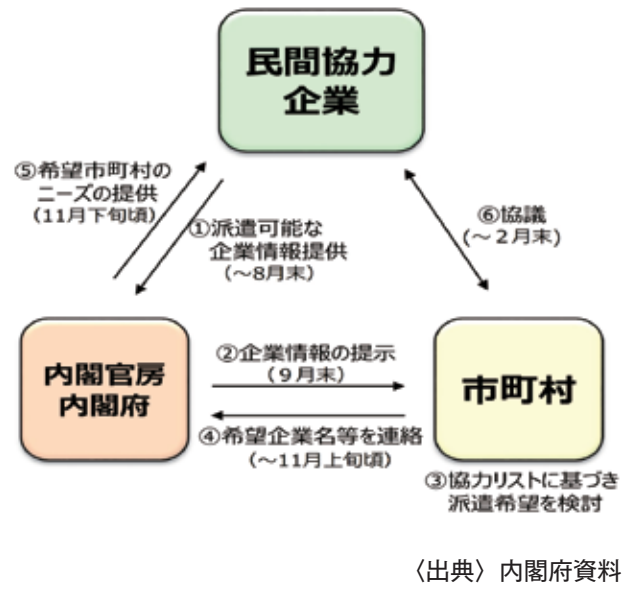 民間協力
企業
⑤希望市町村の
ニーズの提供
(11月下旬頃)
①派遣可能な
企業情報提供
(～8月末)
⑥協議
(～２月末)
内閣官房
内閣府
②企業情報の提示
(９月末)
市町村
④希望企業名等を連絡
(～11月上旬頃)
③協力リストに基づき
派遣希望を検討
〈出典〉内閣府資料